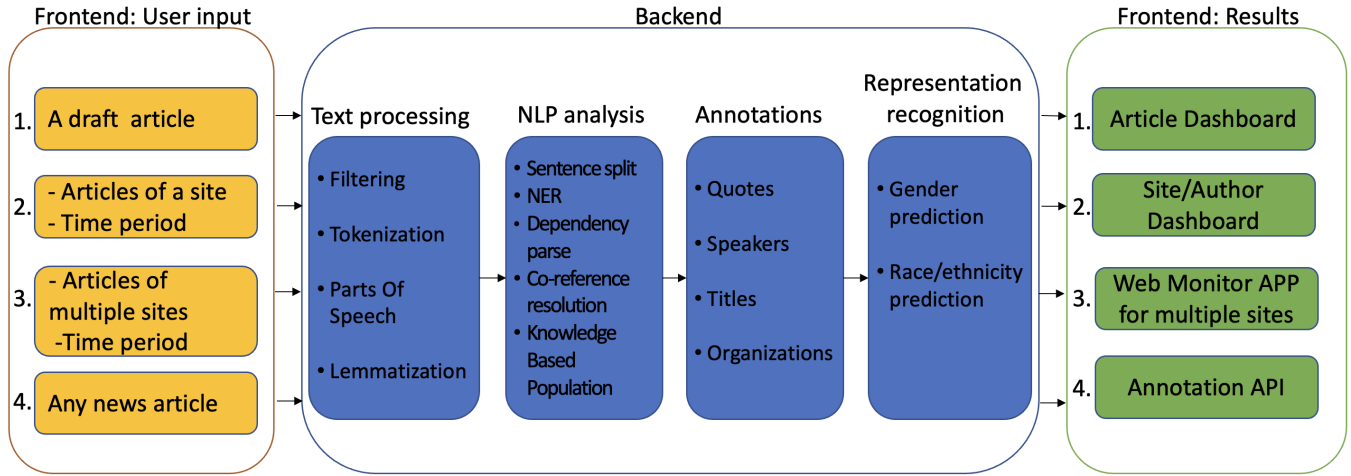 Frontend: User input
1.
A draft article
2.
- Articles of a site
- Time period
3.
- Articles of
multiple sites
-Time period
4.
Any news article
Backend
Text processing
• Filtering
• Tokenization
• Parts Of
Speech
• Lemmatization
NLP analysis
• Sentence split
• NER
• Dependency
parse
• Co-reference
resolution
• Knowledge
Based
Population
Annotations
• Quotes
• Speakers
• Titles
• Organizations
Representation
recognition
• Gender
prediction
• Race/ethnicity
prediction
Frontend: Results
1.
Article Dashboard
2.
Site/Author
Dashboard
3.
Web Monitor APP
for multiple sites
4.
Annotation API